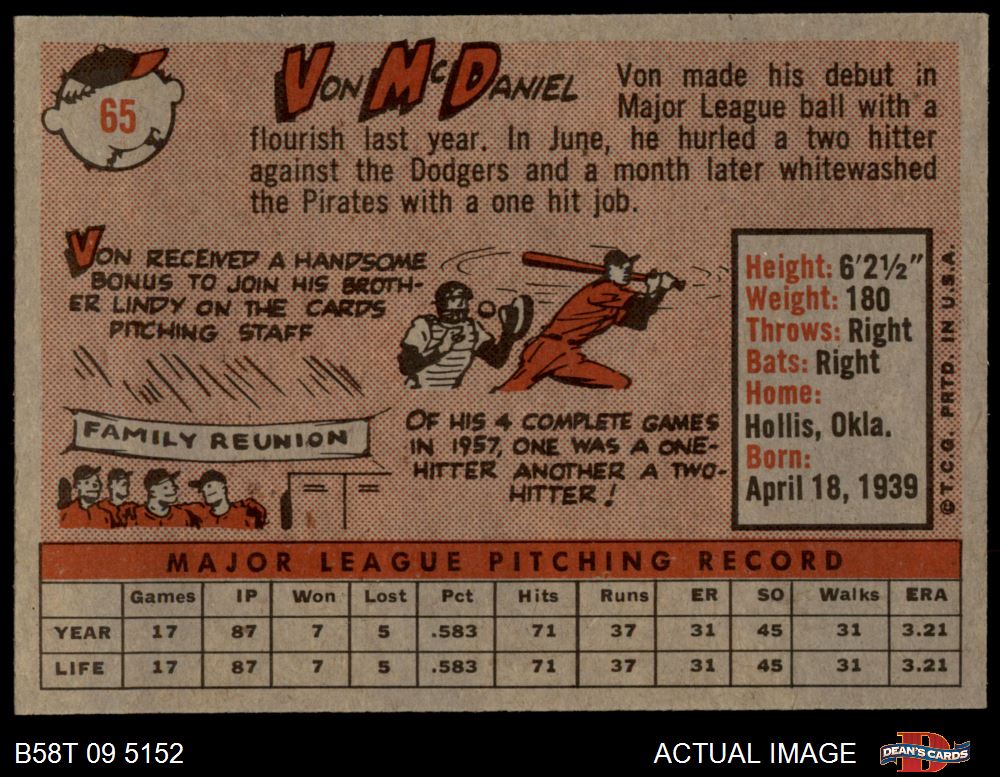 65
VON McDANIEL
Von made his debut in
Major League ball with a
flourish last year. In June, he hurled a two hitter
against the Dodgers and a month later whitewashed
the Pirates with a one hit job.
VON RECEIVED A HANDSOME
BONUS TO JOIN HIS BROTH-
ER LINDY ON THE CARDS
PITCHING STAFF
FAMILY REUNION
OF HIS 4 COMPLETE GAMES
IN 1957, ONE WAS A ONE-
HITTER ANOTHER A TWO-
HITTER!
Height: 6'2½"
Weight: 180
Throws: Right
Bats: Right
Home:
Hollis, Okla.
Born:
April 18, 1939
© T.C.G. PRTD. IN U.S.A.
MAJOR LEAGUE PITCHING RECORD
Games IP Won Lost Pct Hits Runs ER SO Walks ERA
YEAR 17 87 7 5 .583 71 37 31 45 31 3.21
LIFE 17 87 7 5 .583 71 37 31 45 31 3.21
B58T 09 5152
ACTUAL IMAGE
D
DEAN'S CARDS